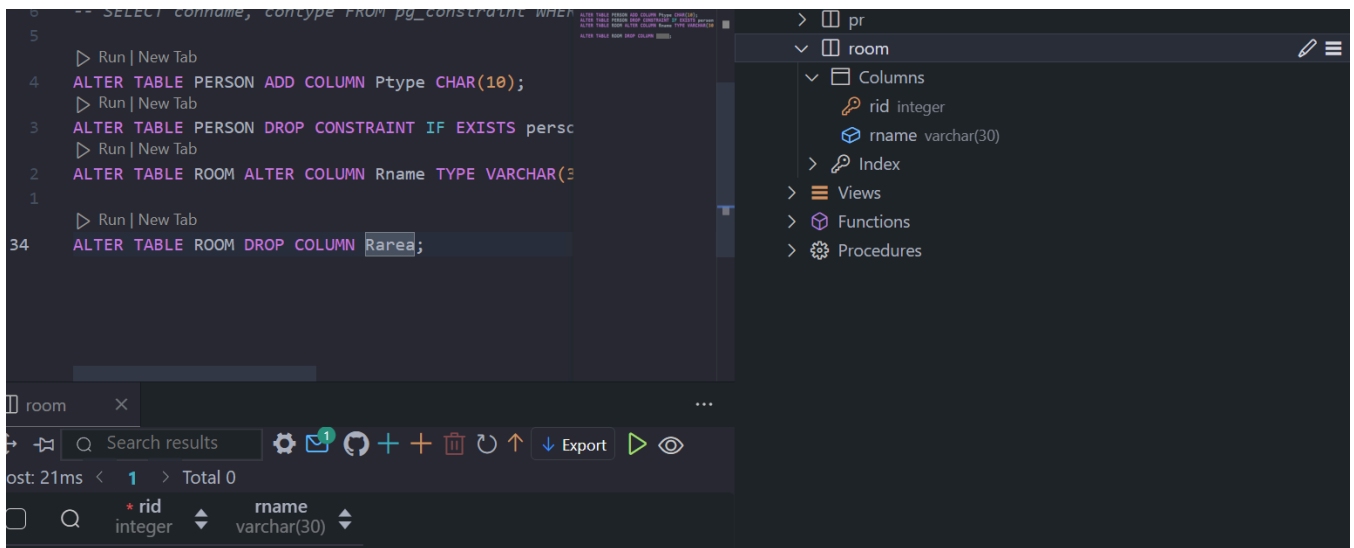 6 -- SELECT conname, contype FROM pg_constraint WHER
5
Run | New Tab
4 ALTER TABLE PERSON ADD COLUMN Ptype CHAR(10);
Run | New Tab
3 ALTER TABLE PERSON DROP CONSTRAINT IF EXISTS perso
Run | New Tab
2 ALTER TABLE ROOM ALTER COLUMN Rname TYPE VARCHAR(3
1
Run | New Tab
34 ALTER TABLE ROOM DROP COLUMN Rarea;
pr
room
Columns
rid integer
rname varchar(30)
Index
Views
Functions
Procedures
room
Search results 1 Export
ost: 21ms < 1 > Total 0
* rid rname
integer varchar(30)